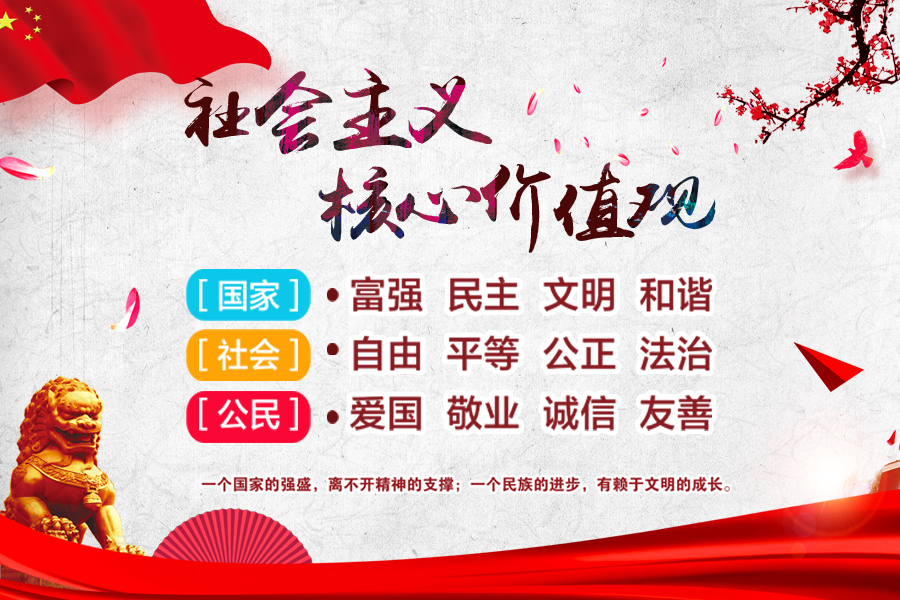 社会主义
核心价值观
[国家]•富强 民主 文明 和谐
[社会]•自由 平等 公正 法治
[公民]•爱国 敬业 诚信 友善
一个国家的强盛，离不开精神的支撑；一个民族的进步，有赖于文明的成长。